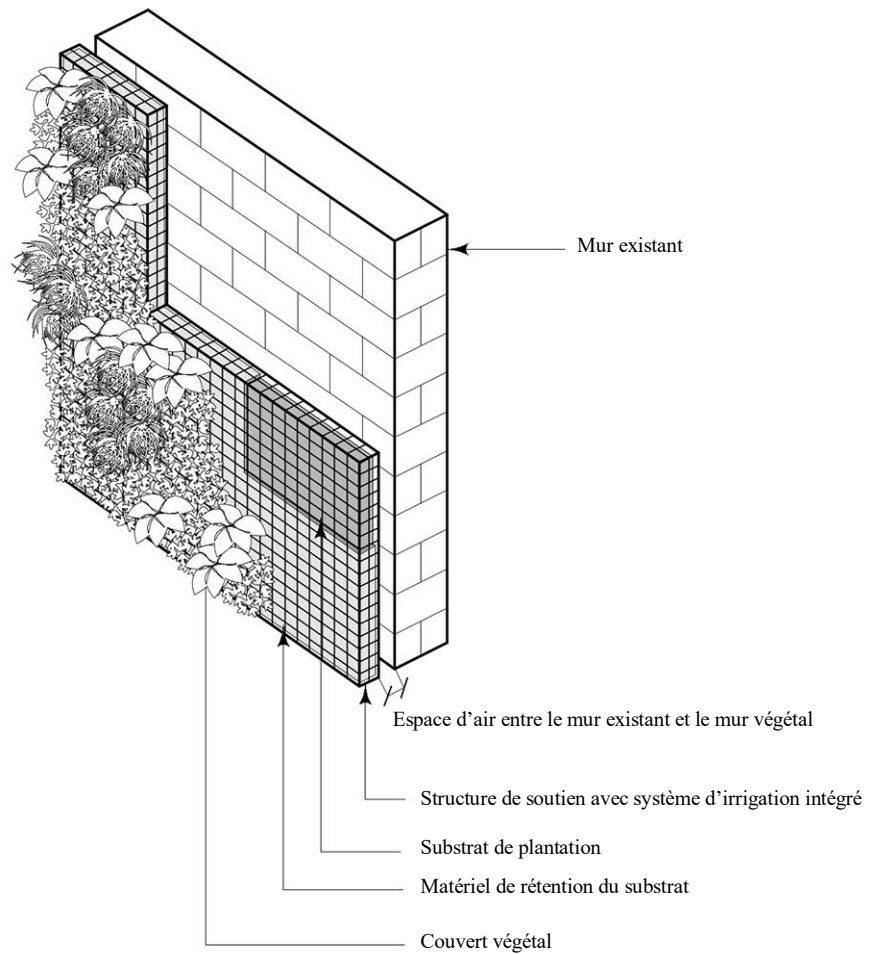 Mur existant
Espace d’air entre le mur existant et le mur végétal
Structure de soutien avec système d’irrigation intégré
Substrat de plantation
Matériel de rétention du substrat
Couvert végétal